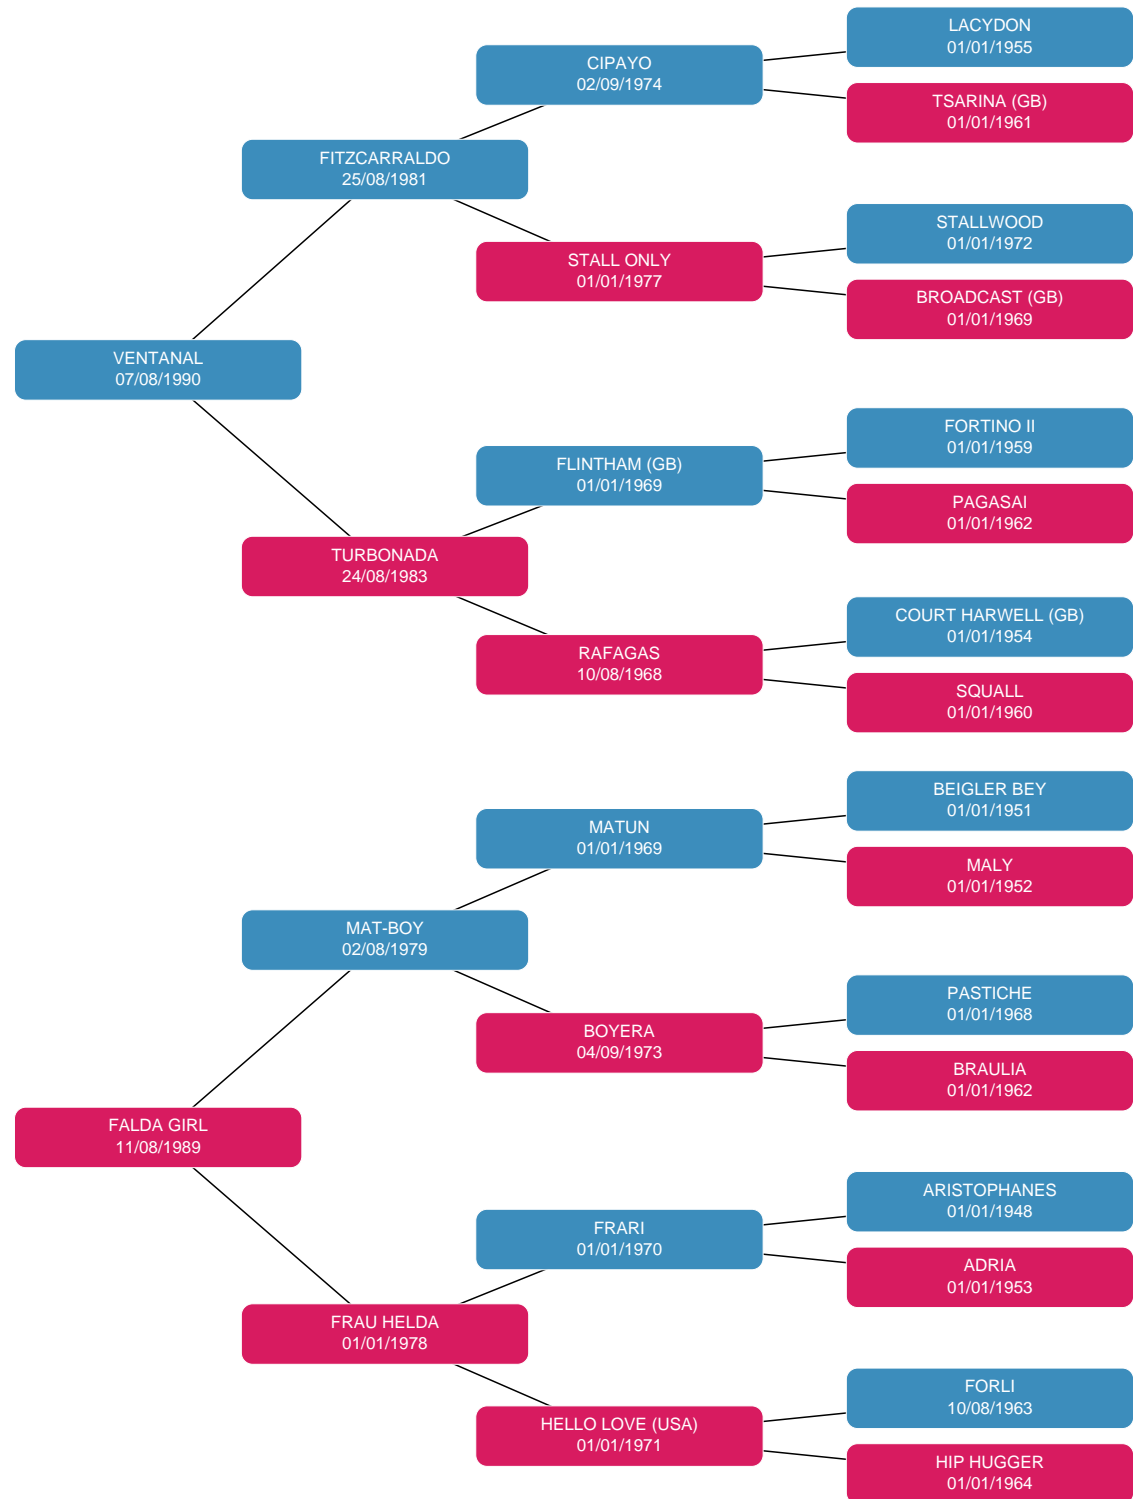 LACYDON
01/01/1955
CIPAYO
02/09/1974
TSARINA (GB)
01/01/1961
FITZCARRALDO
25/08/1981
STALLWOOD
01/01/1972
STALL ONLY
01/01/1977
BROADCAST (GB)
01/01/1969
VENTANAL
07/08/1990
FORTINO II
01/01/1959
FLINTHAM (GB)
01/01/1969
PAGASAI
01/01/1962
TURBONADA
24/08/1983
COURT HARWELL (GB)
01/01/1954
RAFAGAS
10/08/1968
SQUALL
01/01/1960
BEIGLER BEY
01/01/1951
MATUN
01/01/1969
MALY
01/01/1952
MAT-BOY
02/08/1979
PASTICHE
01/01/1968
BOYERA
04/09/1973
BRAULIA
01/01/1962
FALDA GIRL
11/08/1989
ARISTOPHANES
01/01/1948
FRARI
01/01/1970
ADRIA
01/01/1953
FRAU HELDA
01/01/1978
FORLI
10/08/1963
HELLO LOVE (USA)
01/01/1971
HIP HUGGER
01/01/1964